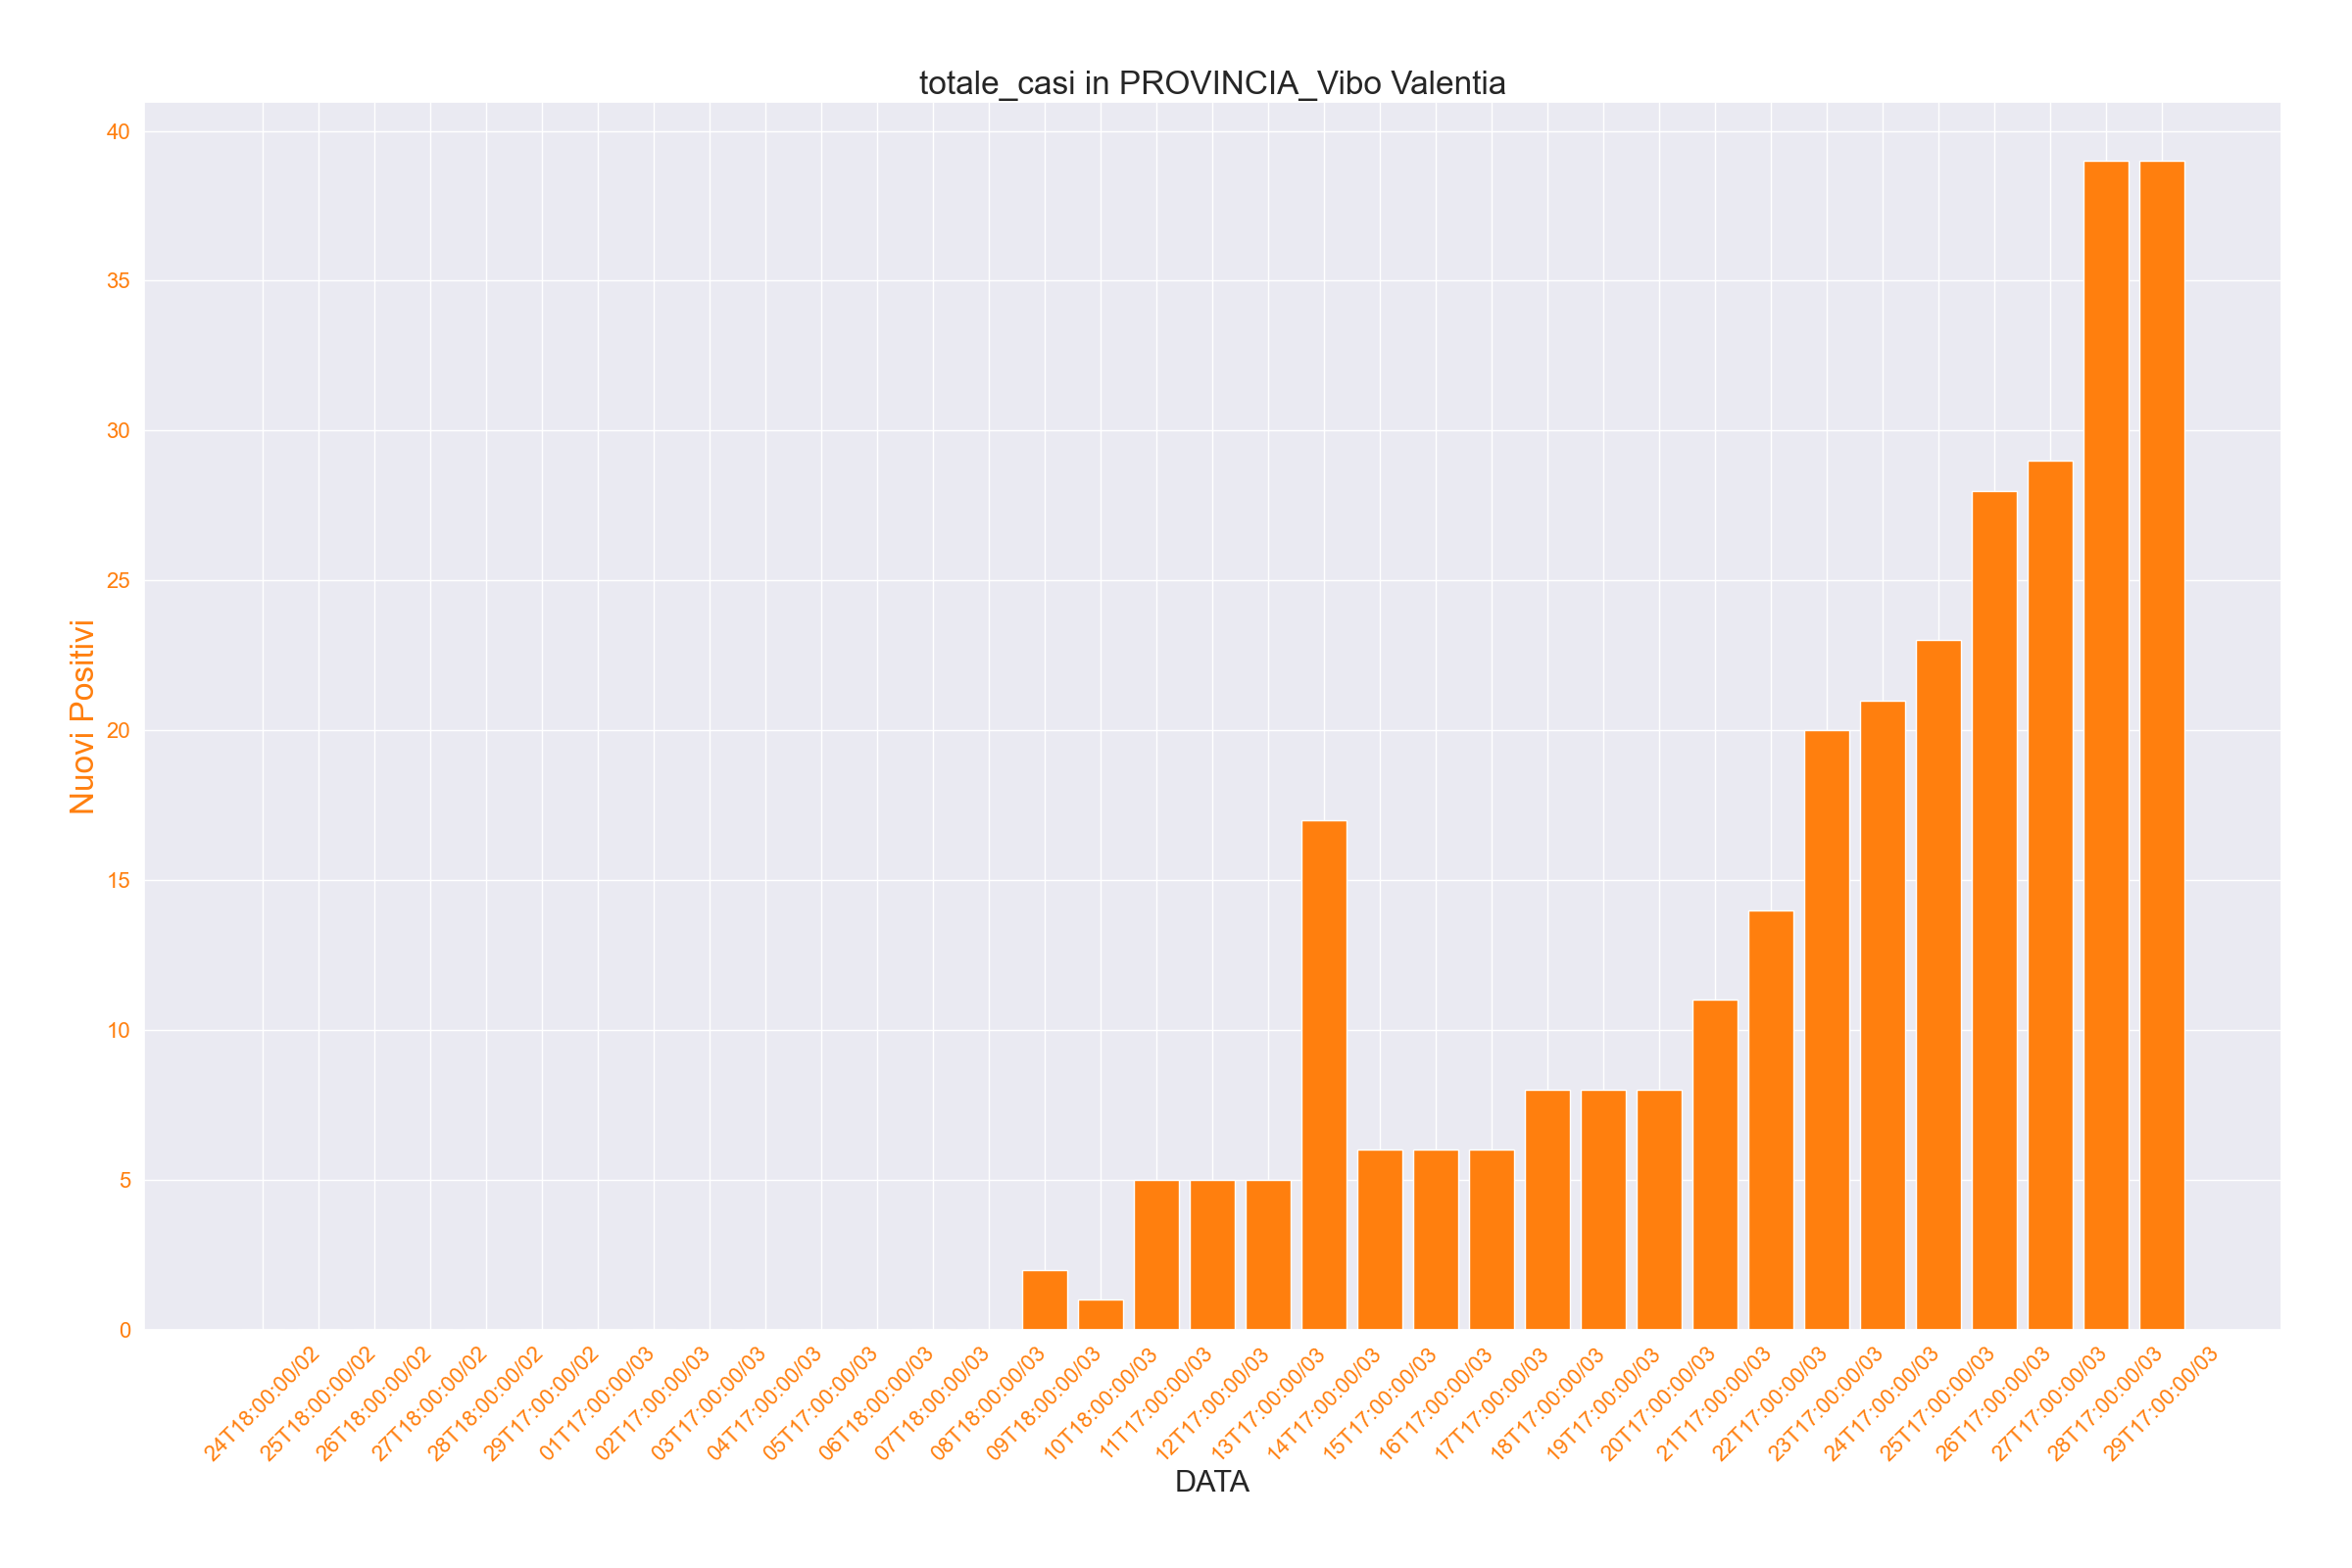 totale_casi in PROVINCIA_Vibo Valentia
Nuovi Positivi
40
35
30
25
20
15
10
5
0
24T18:00:00/02
25T18:00:00/02
26T18:00:00/02
27T18:00:00/02
28T18:00:00/02
29T17:00:00/02
01T17:00:00/03
02T17:00:00/03
03T17:00:00/03
04T17:00:00/03
05T17:00:00/03
06T18:00:00/03
07T18:00:00/03
08T18:00:00/03
09T18:00:00/03
10T18:00:00/03
11T17:00:00/03
12T17:00:00/03
13T17:00:00/03
14T17:00:00/03
15T17:00:00/03
16T17:00:00/03
17T17:00:00/03
18T17:00:00/03
19T17:00:00/03
20T17:00:00/03
21T17:00:00/03
22T17:00:00/03
23T17:00:00/03
24T17:00:00/03
25T17:00:00/03
26T17:00:00/03
27T17:00:00/03
28T17:00:00/03
29T17:00:00/03
DATA